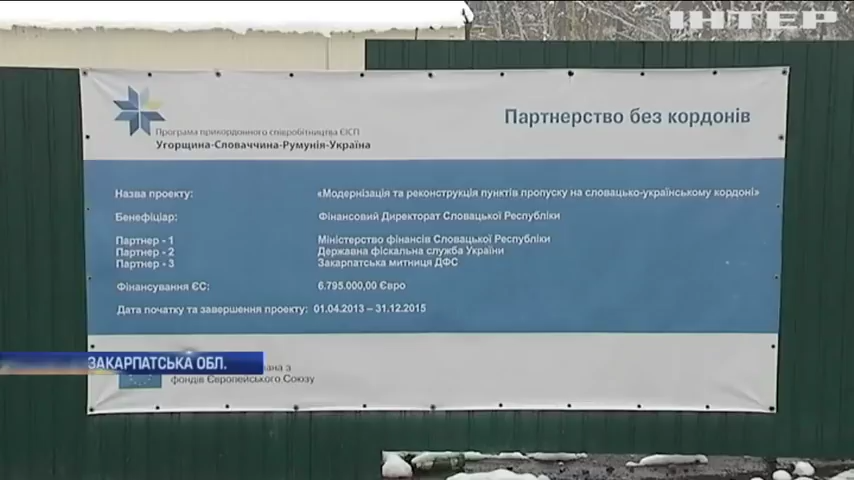 ІНТЕР
Партнерство без кордонів
Програма прикордонного співробітництва ЄІСП
Угорщина-Словаччина-Румунія-Україна
Назва проекту: «Модернізація та реконструкція пунктів пропуску на словацько-українському кордоні»
Бенефіціар: Фінансовий Директорат Словацької Республіки
Партнер - 1 Міністерство фінансів Словацької Республіки
Партнер - 2 Державна фіскальна служба України
Партнер - 3 Закарпатська митниця ДФС
Фінансування ЄС: 6.795.000,00 Євро
Дата початку та завершення проекту: 01.04.2013 – 31.12.2015
ЗАКАРПАТСЬКА ОБЛ.
фондів Європейського Союзу